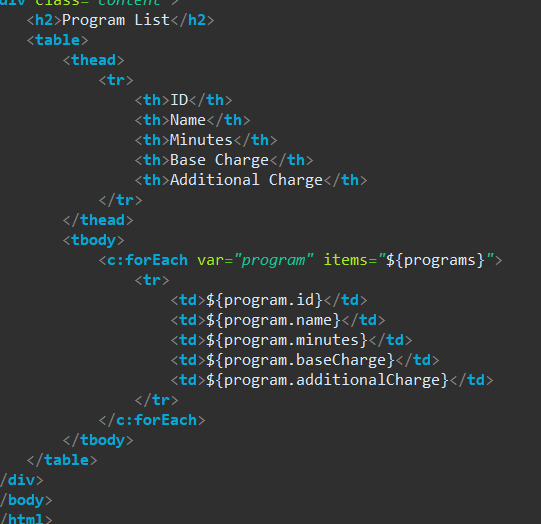 div class="content">
<h2>Program List</h2>
<table>
<thead>
<tr>
<th>ID</th>
<th>Name</th>
<th>Minutes</th>
<th>Base Charge</th>
<th>Additional Charge</th>
</tr>
</thead>
<tbody>
<c:forEach var="program" items="${programs}">
<tr>
<td>${program.id}</td>
<td>${program.name}</td>
<td>${program.minutes}</td>
<td>${program.baseCharge}</td>
<td>${program.additionalCharge}</td>
</tr>
</c:forEach>
</tbody>
</table>
/div>
/body>
/html>